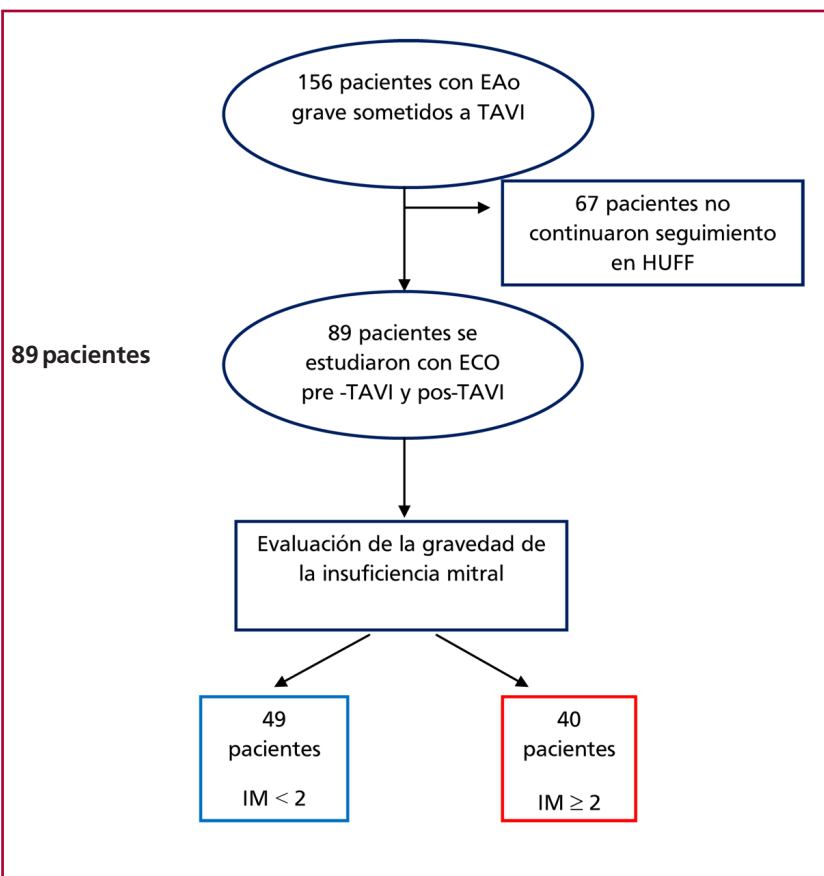 156 pacientes con EAo
grave sometidos a TAVI
67 pacientes no
continuaron seguimiento
en HUFF
89 pacientes
89 pacientes se
estudiaron con ECO
pre -TAVI y pos-TAVI
Evaluación de la gravedad de
la insuficiencia mitral
49
pacientes
IM < 2
40
pacientes
IM ≥ 2